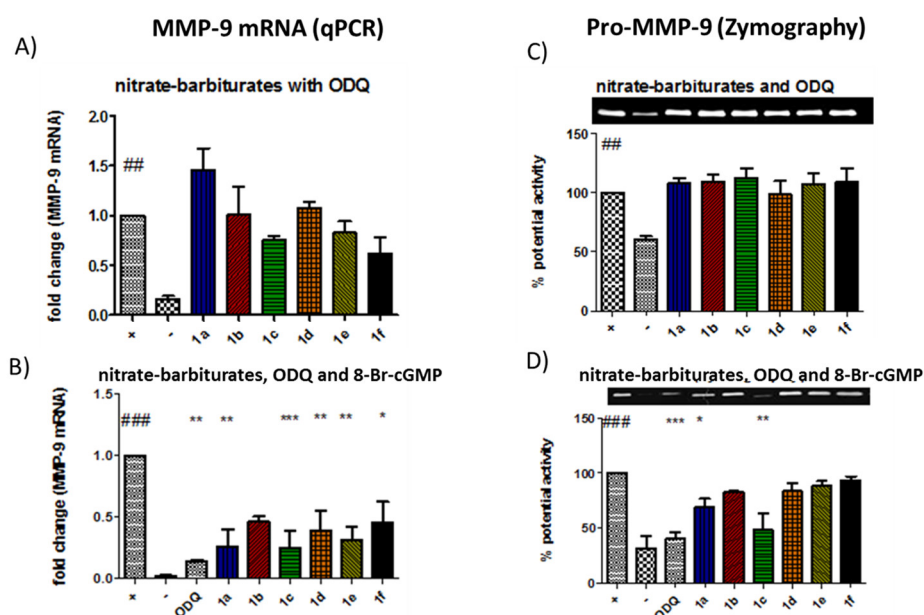 MMP-9 mRNA (qPCR)
A)
nitrate-barbiturates with ODQ
fold change (MMP-9 mRNA)
2.0
1.5
1.0
0.5
0.0
##
+ - 1a 1b 1c 1d 1e 1f
B)
nitrate-barbiturates, ODQ and 8-Br-cGMP
fold change (MMP-9 mRNA)
1.5
1.0
0.5
0.0
### ** ** *** ** ** *
+ - ODQ 1a 1b 1c 1d 1e 1f
Pro-MMP-9 (Zymography)
C)
nitrate-barbiturates and ODQ
% potential activity
150
100
50
0
##
+ - 1a 1b 1c 1d 1e 1f
D)
nitrate-barbiturates, ODQ and 8-Br-cGMP
% potential activity
150
100
50
0
### *** * **
+ - ODQ 1a 1b 1c 1d 1e 1f